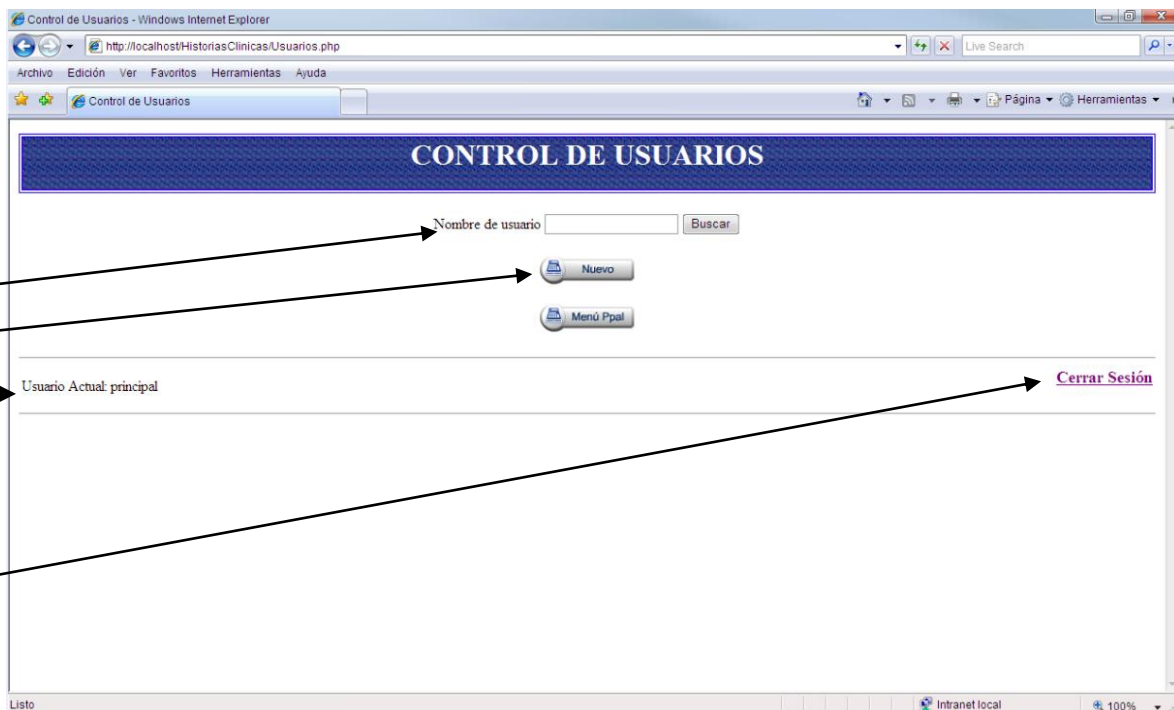 Control de Usuarios - Windows Internet Explorer
http://localhost/HistoriasClinicas/Usuarios.php
Live Search
Archivo Edición Ver Favoritos Herramientas Ayuda
Control de Usuarios
Página
Herramientas
CONTROL DE USUARIOS
Nombre de usuario
Buscar
Nuevo
Menú Ppal
Usuario Actual: principal
Cerrar Sesión
Listo
Intranet local
100%